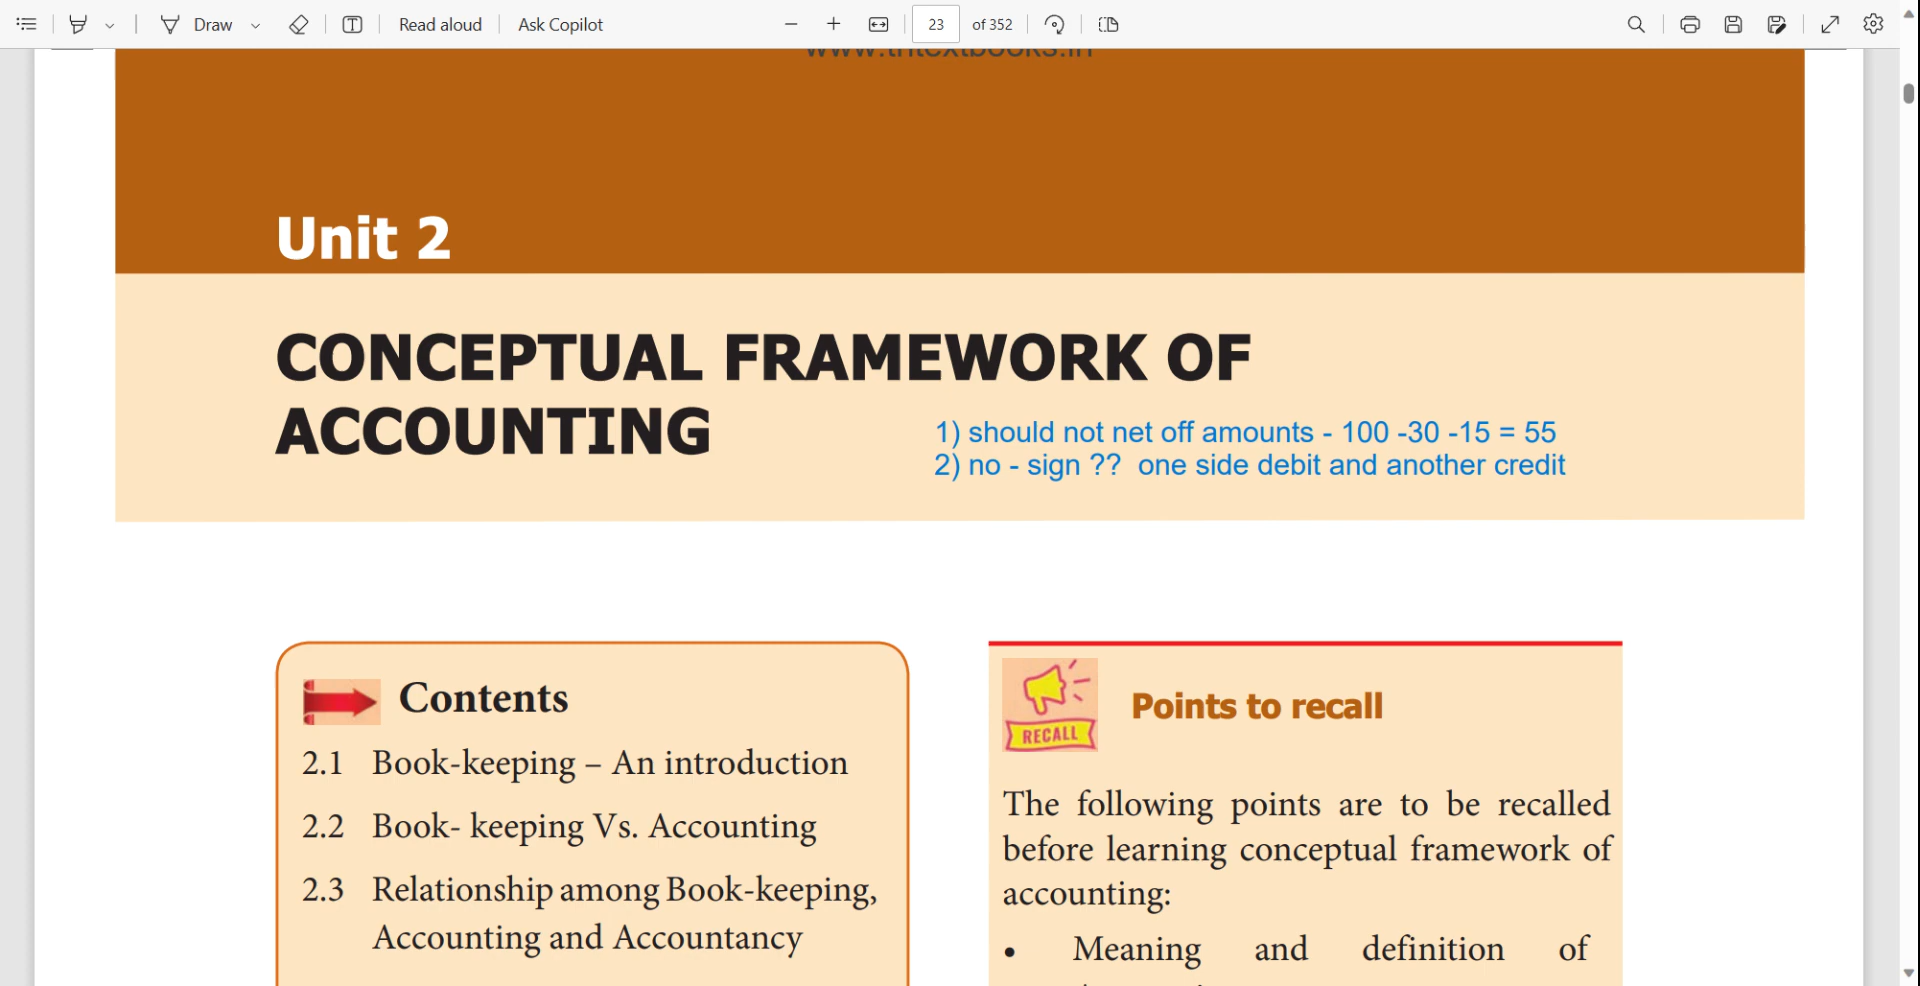 Draw
Read aloud
Ask Copilot
23 of 352
www.tntextbooks.in
Unit 2
CONCEPTUAL FRAMEWORK OF
ACCOUNTING
1) should not net off amounts - 100 -30 -15 = 55
2) no - sign ?? one side debit and another credit
Contents
2.1 Book-keeping – An introduction
2.2 Book- keeping Vs. Accounting
2.3 Relationship among Book-keeping,
Accounting and Accountancy
RECALL
Points to recall
The following points are to be recalled
before learning conceptual framework of
accounting:
• Meaning and definition of